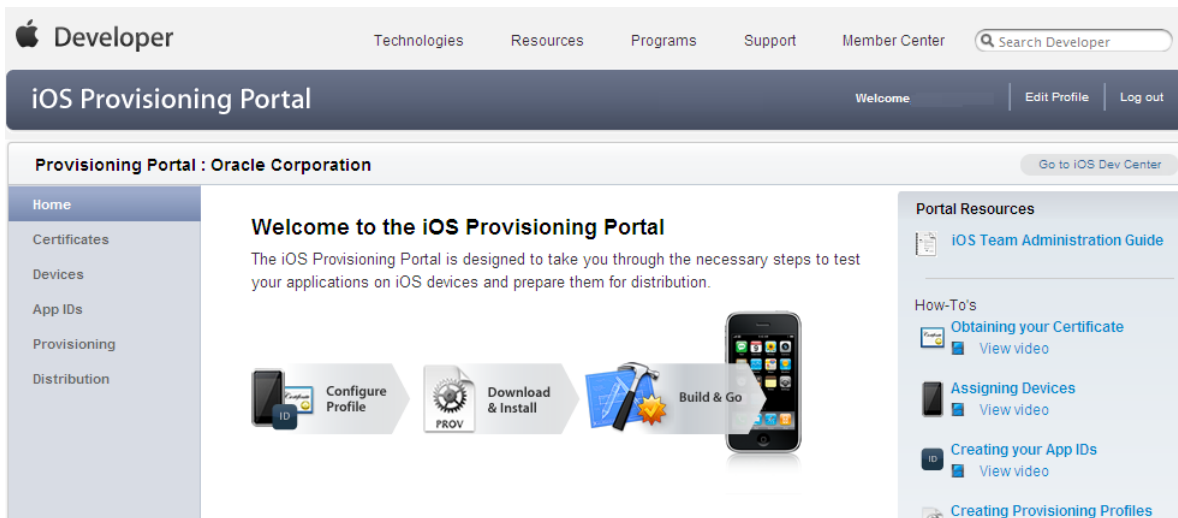 Developer
Technologies Resources Programs Support Member Center Search Developer
iOS Provisioning Portal
Welcome Edit Profile Log out
Provisioning Portal : Oracle Corporation
Go to iOS Dev Center
Home
Certificates
Devices
App IDs
Provisioning
Distribution
Welcome to the iOS Provisioning Portal
The iOS Provisioning Portal is designed to take you through the necessary steps to test
your applications on iOS devices and prepare them for distribution.
ID
Configure
Profile
PROV
Download
& Install
Build & Go
Portal Resources
iOS Team Administration Guide
How-To's
Obtaining your Certificate
View video
Assigning Devices
View video
ID
Creating your App IDs
View video
Creating Provisioning Profiles